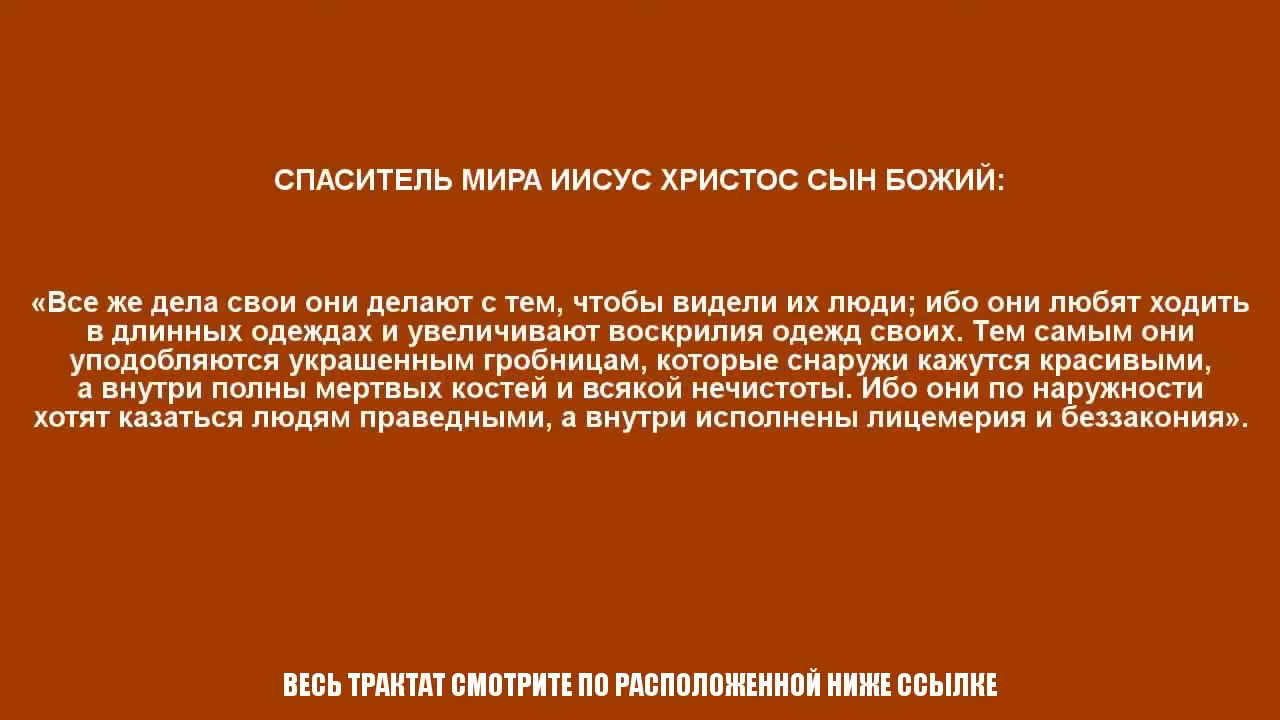 СПАСИТЕЛЬ МИРА ИИСУС ХРИСТОС СЫН БОЖИЙ:
«Все же дела свои они делают с тем, чтобы видели их люди; ибо они любят ходить
в длинных одеждах и увеличивают воскрилия одежд своих. Тем самым они
уподобляются украшенным гробницам, которые снаружи кажутся красивыми,
а внутри полны мертвых костей и всякой нечистоты. Ибо они по наружности
хотят казаться людям праведными, а внутри исполнены лицемерия и беззакония».
ВЕСЬ ТРАКТАТ СМОТРИТЕ ПО РАСПОЛОЖЕННОЙ НИЖЕ ССЫЛКЕ